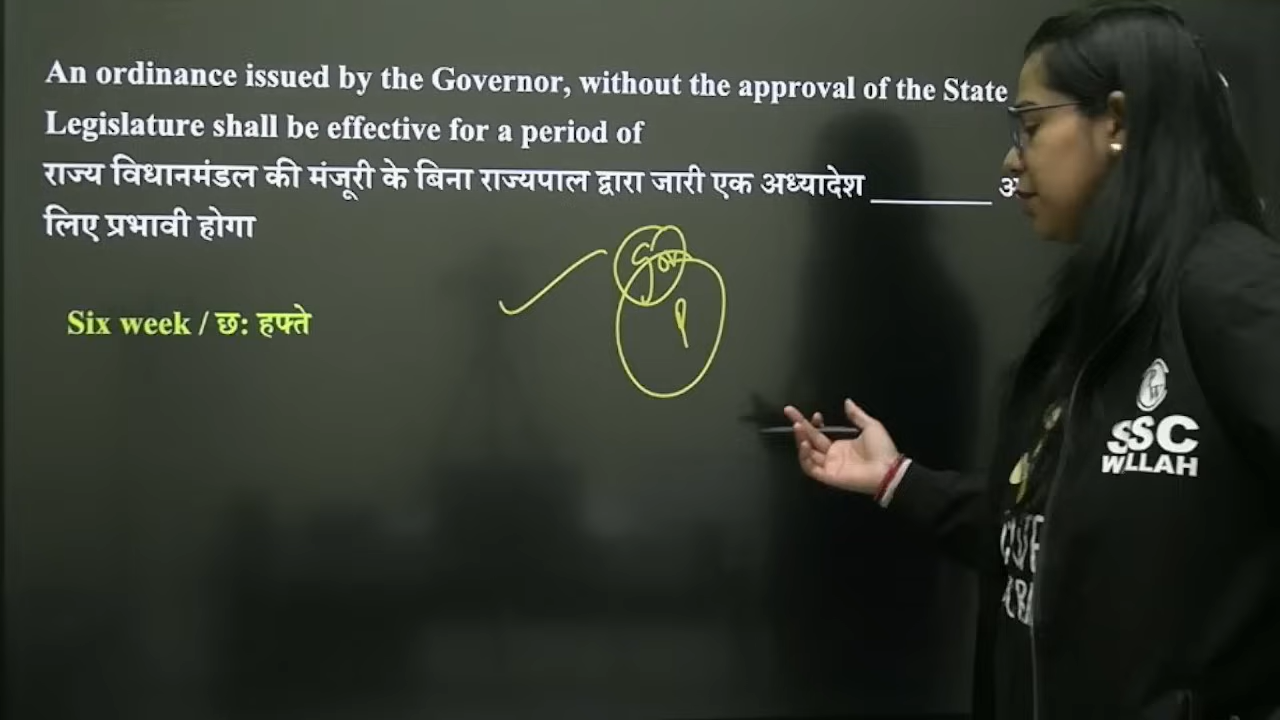 An ordinance issued by the Governor, without the approval of the State
Legislature shall be effective for a period of
राज्य विधानमंडल की मंजूरी के बिना राज्यपाल द्वारा जारी एक अध्यादेश ________
लिए प्रभावी होगा
Gov
P
Six week / छ: हफ्ते
SSC
WALLAH